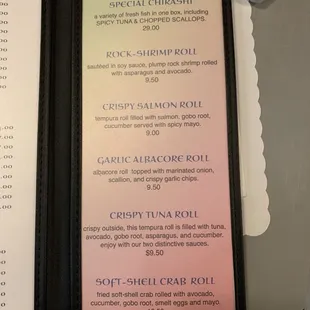 SPECIAL CHIRASHI
a variety of fresh fish in one box, including
SPICY TUNA & CHOPPED SCALLOPS.
29.00
ROCK-SHRIMP ROLL
sautéed in soy sauce, plump rock shrimp rolled
with asparagus and avocado.
9.50
CRISPY SALMON ROLL
tempura roll filled with salmon, gobo root,
cucumber served with spicy mayo.
9.00
GARLIC ALBACORE ROLL
albacore roll topped with marinated onion,
scallion, and crispy garlic chips.
9.50
CRISPY TUNA ROLL
crispy outside, this tempura roll is filled with tuna,
avocado, gobo root, asparagus, and cucumber.
enjoy with our two distinctive sauces.
$9.50
SOFT-SHELL CRAB ROLL
fried soft-shell crab rolled with avocado,
cucumber, gobo root, smelt eggs and mayo